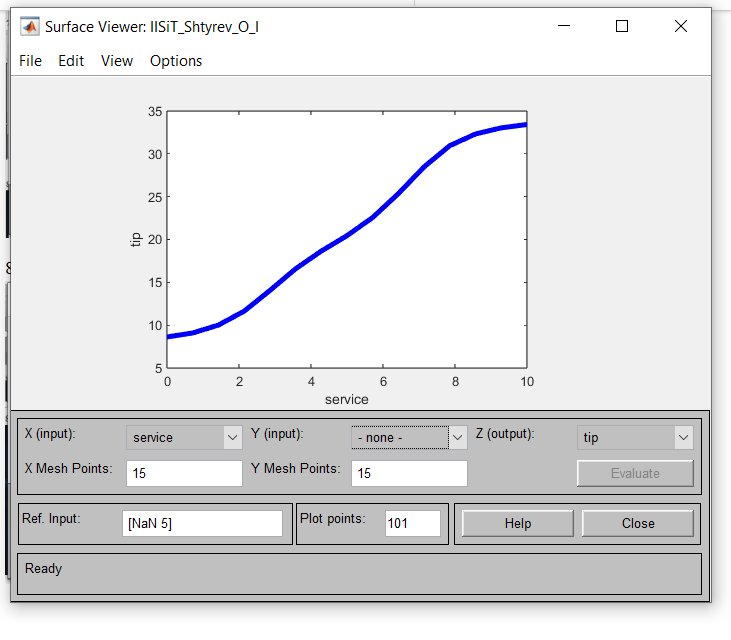 Surface Viewer: IISiT_Shtyrev_O_I
File Edit View Options
35
30
25
20
15
10
5
tip
0 2 4 6 8 10
service
X (input): service Y (input): - none - Z (output): tip
X Mesh Points: 15 Y Mesh Points: 15 Evaluate
Ref. Input: [NaN 5] Plot points: 101 Help Close
Ready